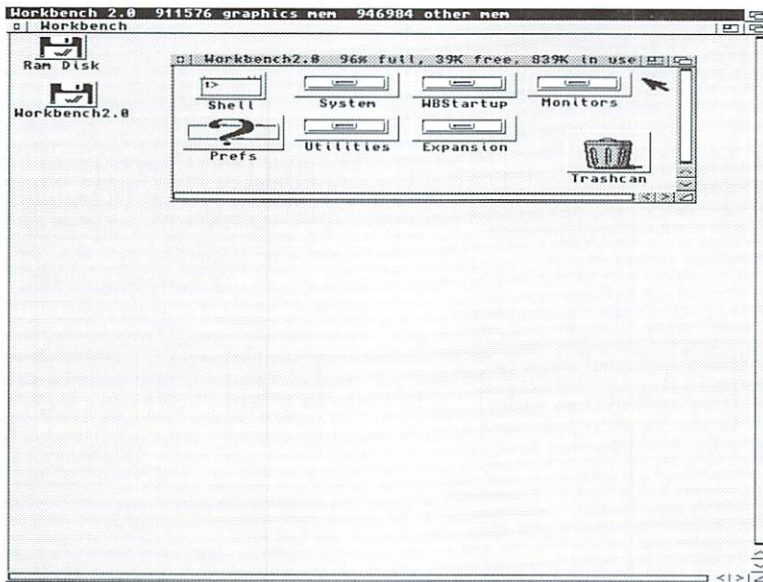 Workbench 2.0  911576 graphics mem  946984 other mem
Workbench
Ram Disk
Workbench2.0
Workbench2.0  96% full, 39K free, 839K in use
1>
Shell
System
WBStartup
Monitors
Prefs
Utilities
Expansion
Trashcan